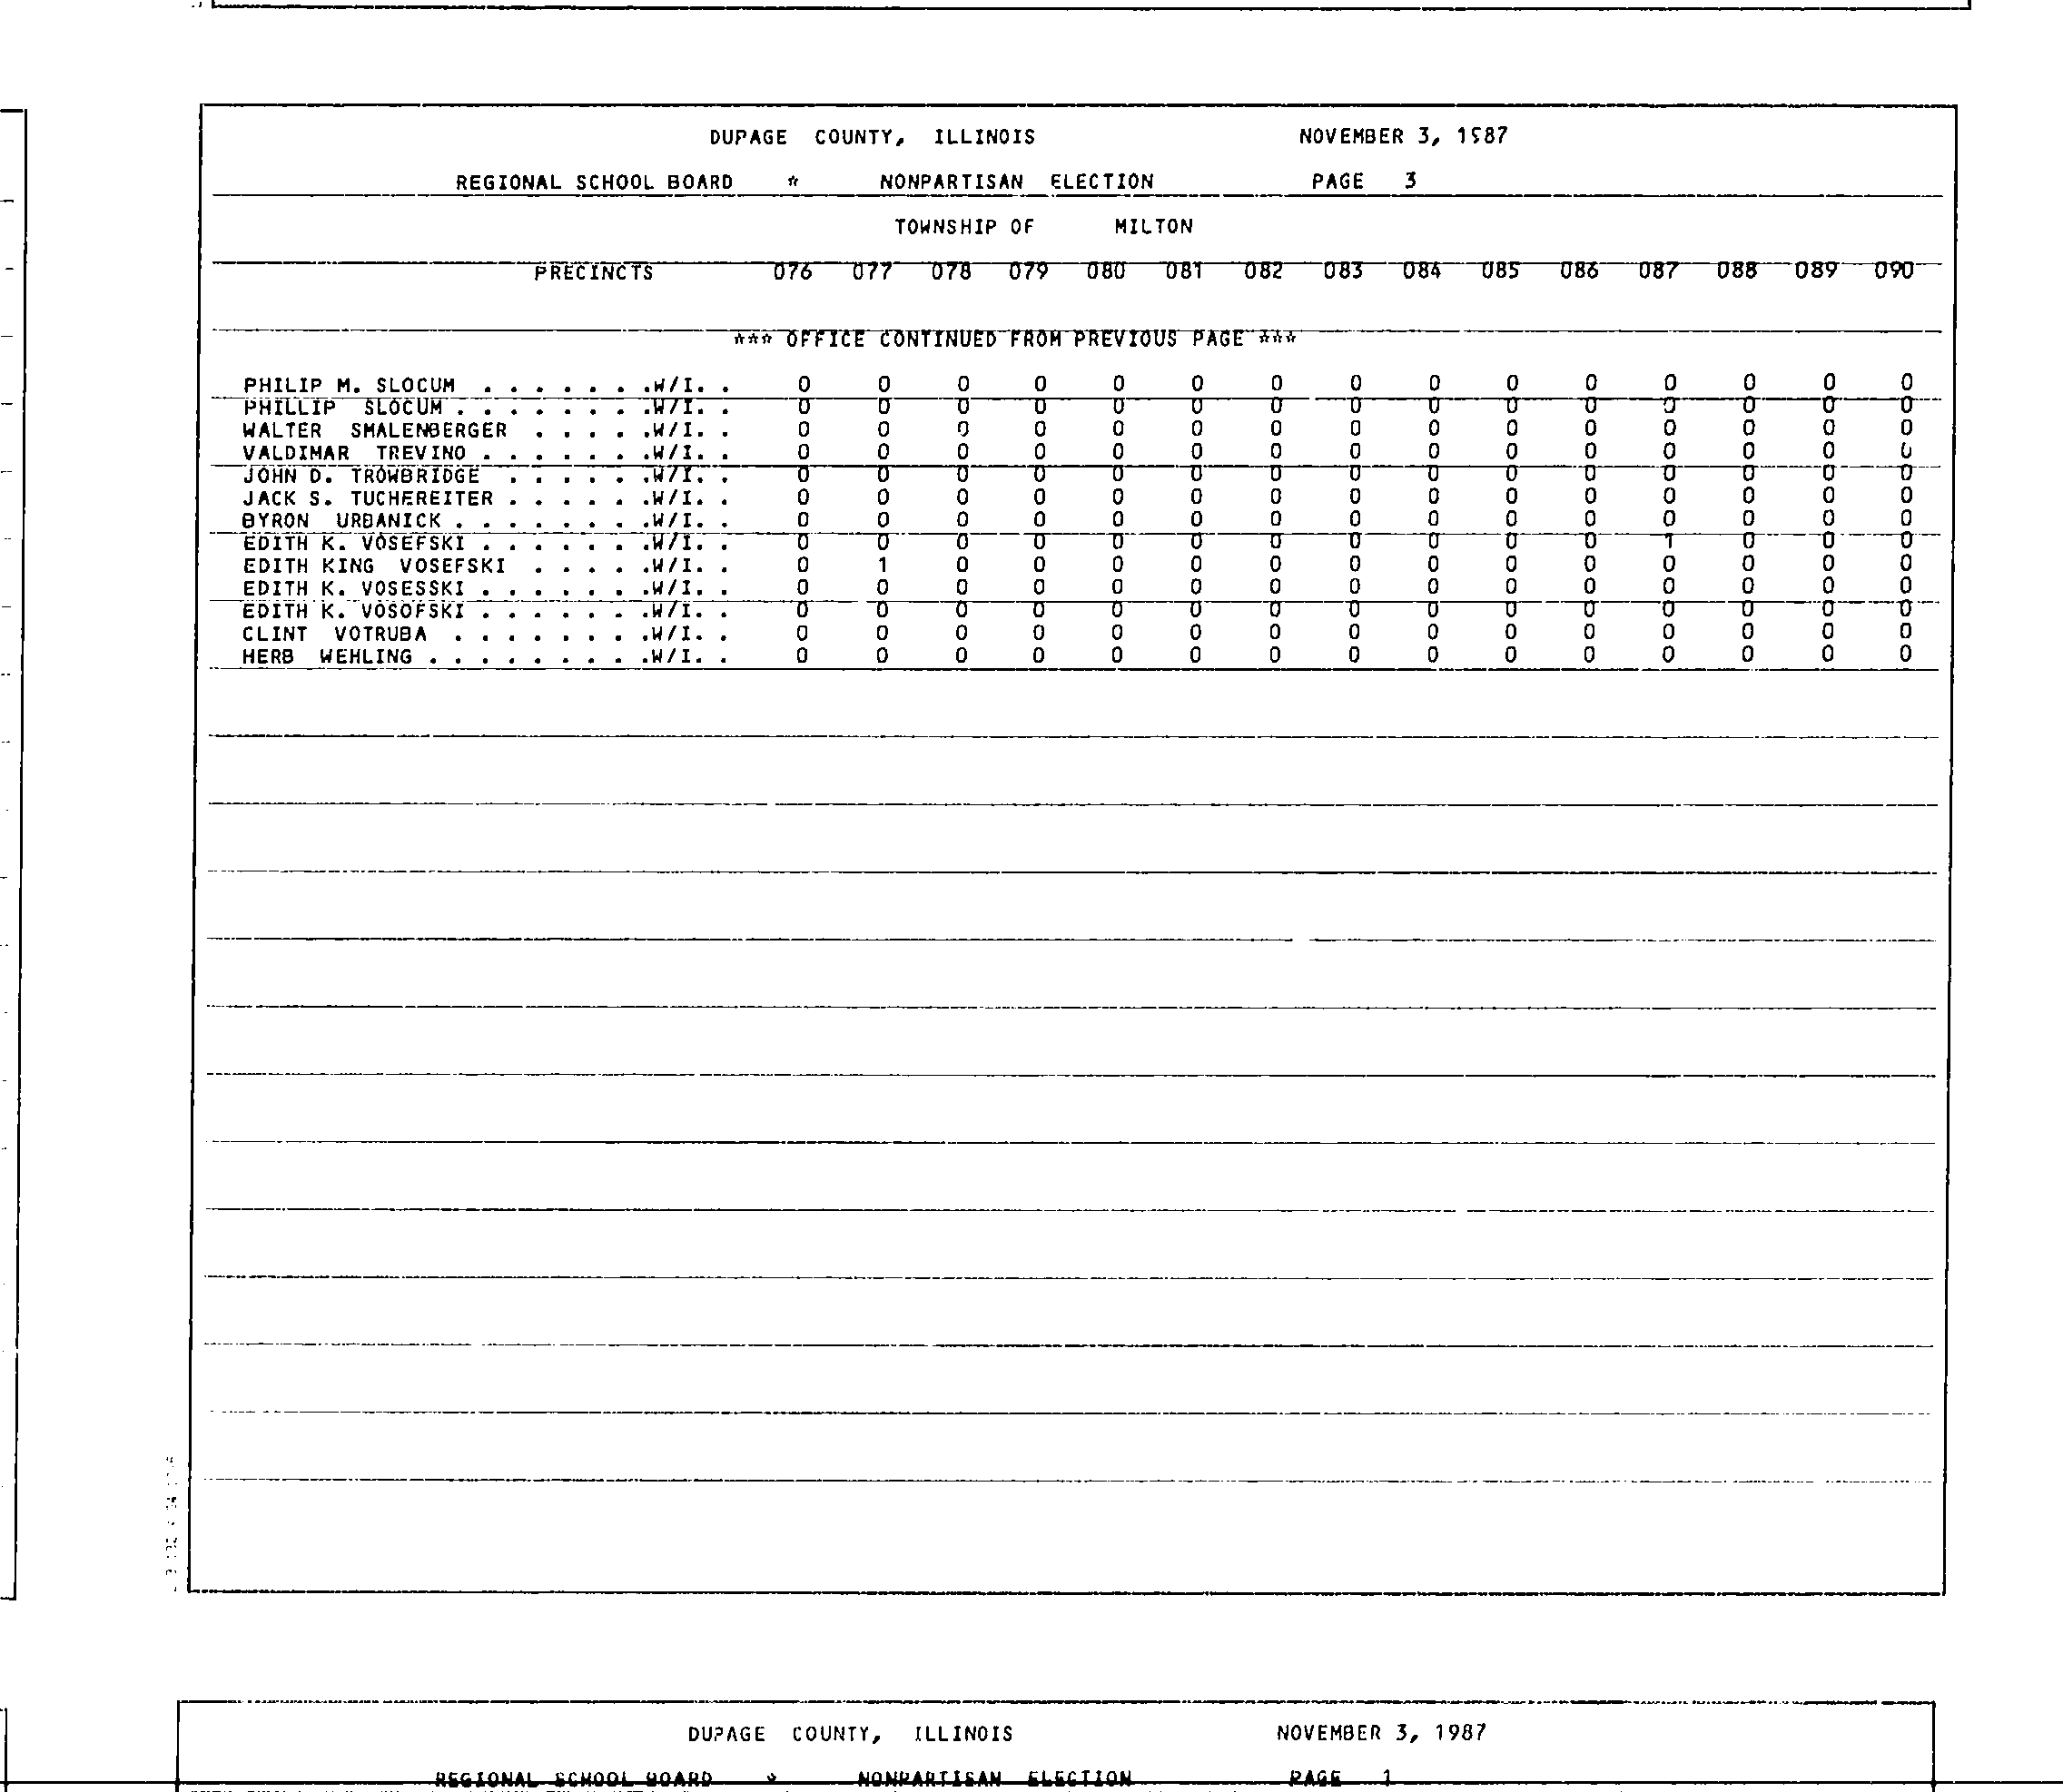 DUPAGE COUNTY, ILLINOIS NOVEMBER 3, 1987
REGIONAL SCHOOL BOARD * NONPARTISAN ELECTION PAGE 3
TOWNSHIP OF MILTON
PRECINCTS 076 077 078 079 080 081 082 083 084 085 086 087 088 089 090
*** OFFICE CONTINUED FROM PREVIOUS PAGE ***
PHILIP M. SLOCUM . . . . . . .W/I. . 0 0 0 0 0 0 0 0 0 0 0 0 0 0 0
PHILLIP SLOCUM . . . . . . . .W/I. . 0 0 0 0 0 0 0 0 0 0 0 0 0 0 0
WALTER SMALENBERGER . . . . .W/I. . 0 0 0 0 0 0 0 0 0 0 0 0 0 0 0
VALDIMAR TREVINO . . . . . . .W/I. . 0 0 0 0 0 0 0 0 0 0 0 0 0 0 0
JOHN D. TROWBRIDGE . . . . . .W/I. . 0 0 0 0 0 0 0 0 0 0 0 0 0 0 0
JACK S. TUCHEREITER . . . . . .W/I. . 0 0 0 0 0 0 0 0 0 0 0 0 0 0 0
BYRON URBANICK . . . . . . . .W/I. . 0 0 0 0 0 0 0 0 0 0 0 0 0 0 0
EDITH K. VOSEFSKI . . . . . . .W/I. . 0 0 0 0 0 0 0 0 0 0 0 1 0 0 0
EDITH KING VOSEFSKI . . . . .W/I. . 0 1 0 0 0 0 0 0 0 0 0 0 0 0 0
EDITH K. VOSESSKI . . . . . . .W/I. . 0 0 0 0 0 0 0 0 0 0 0 0 0 0 0
EDITH K. VOSOFSKI . . . . . . .W/I. . 0 0 0 0 0 0 0 0 0 0 0 0 0 0 0
CLINT VOTRUBA . . . . . . . .W/I. . 0 0 0 0 0 0 0 0 0 0 0 0 0 0 0
HERB WEHLING . . . . . . . . .W/I. . 0 0 0 0 0 0 0 0 0 0 0 0 0 0 0
DUPAGE COUNTY, ILLINOIS NOVEMBER 3, 1987
REGIONAL SCHOOL BOARD * NONPARTISAN ELECTION PAGE 1